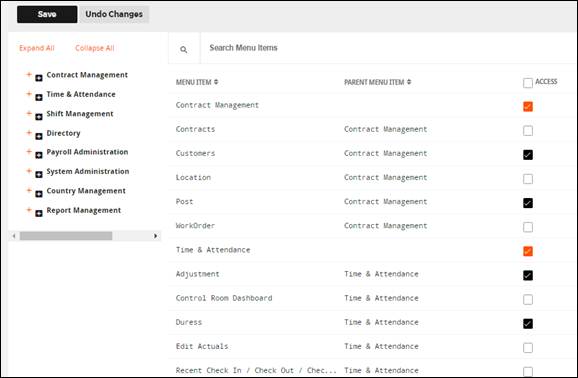 Save Undo Changes
Expand All Collapse All
Search Menu Items
Contract Management
Time & Attendance
Shift Management
Directory
Payroll Administration
System Administration
Country Management
Report Management
MENU ITEM PARENT MENU ITEM ACCESS
Contract Management
Contracts Contract Management
Customers Contract Management
Location Contract Management
Post Contract Management
WorkOrder Contract Management
Time & Attendance
Adjustment Time & Attendance
Control Room Dashboard Time & Attendance
Duress Time & Attendance
Edit Actuals Time & Attendance
Recent Check In / Check Out / Chec... Time & Attendance